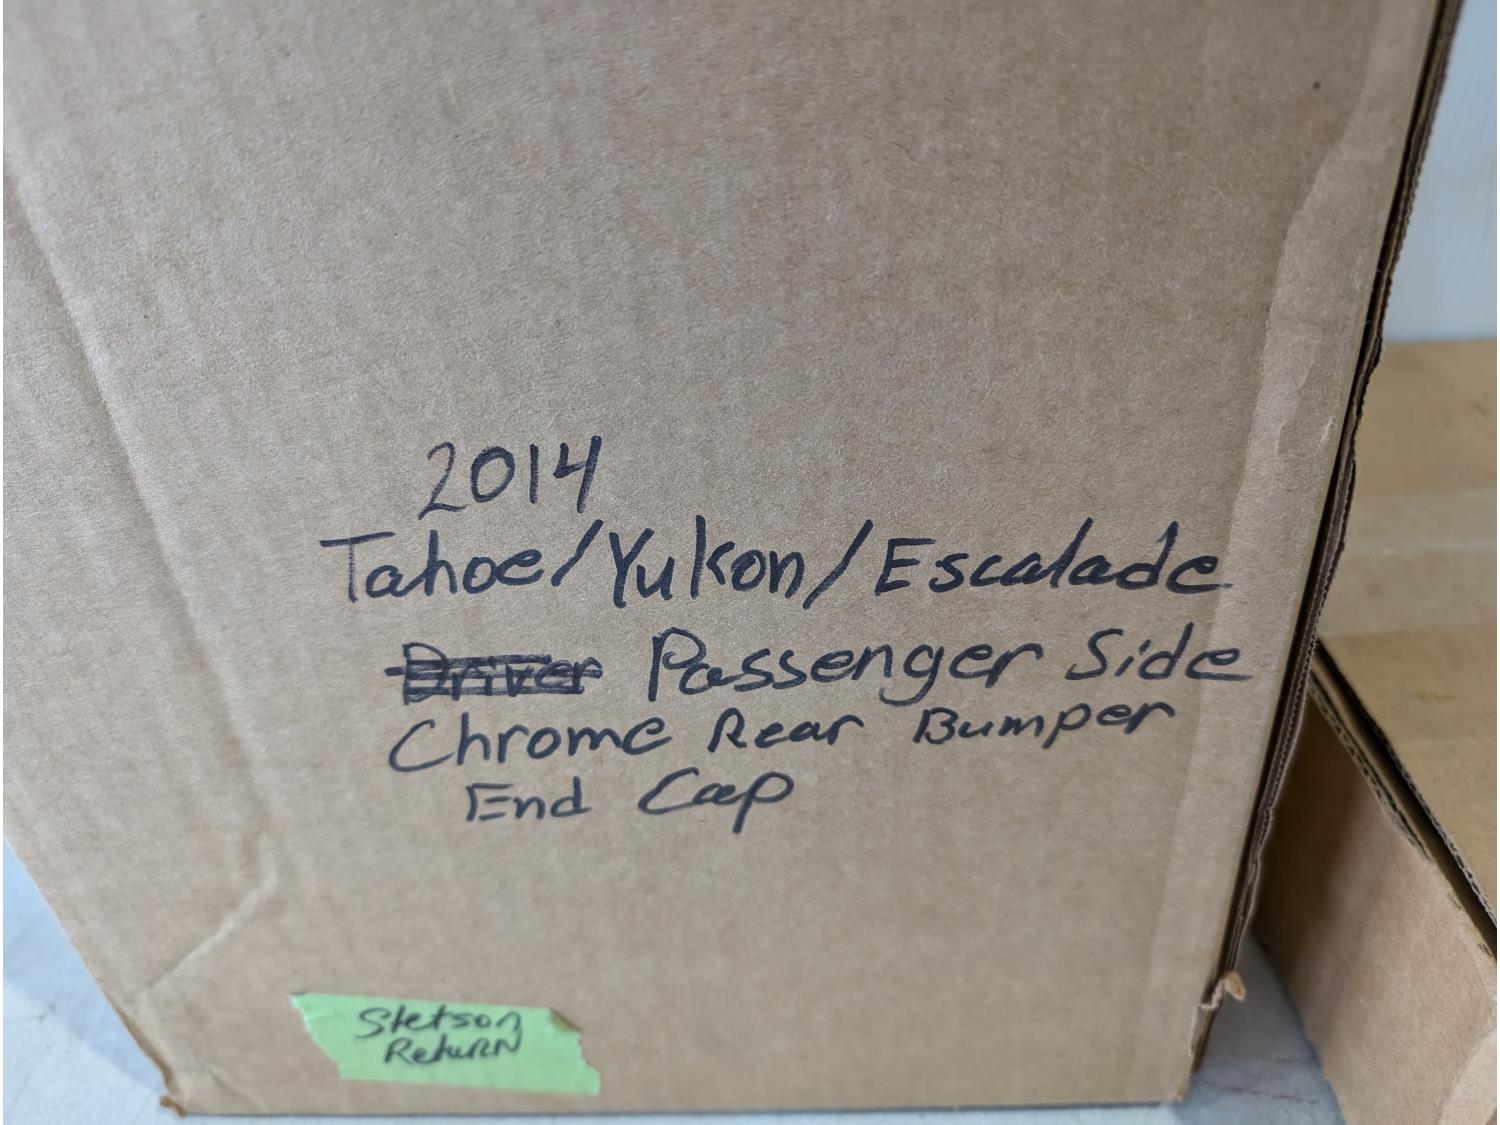 2014
Tahoe/Yukon/Escalade
Driver Passenger Side
Chrome Rear Bumper
End Cap
Stetson
Return